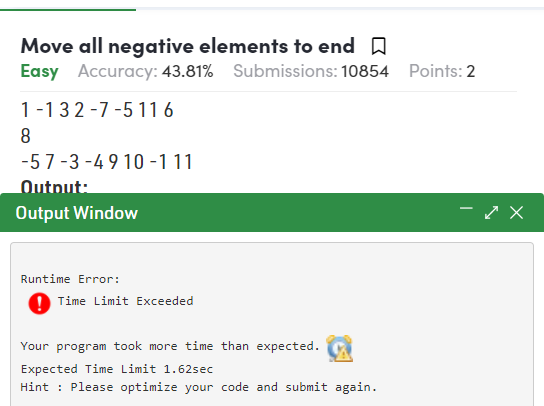 Move all negative elements to end
Easy Accuracy: 43.81% Submissions: 10854 Points: 2
1 -1 3 2 -7 -5 11 6
8
-5 7 -3 -4 9 10 -1 11
Output:
Output Window
Runtime Error:
Time Limit Exceeded
Your program took more time than expected.
Expected Time Limit 1.62sec
Hint : Please optimize your code and submit again.